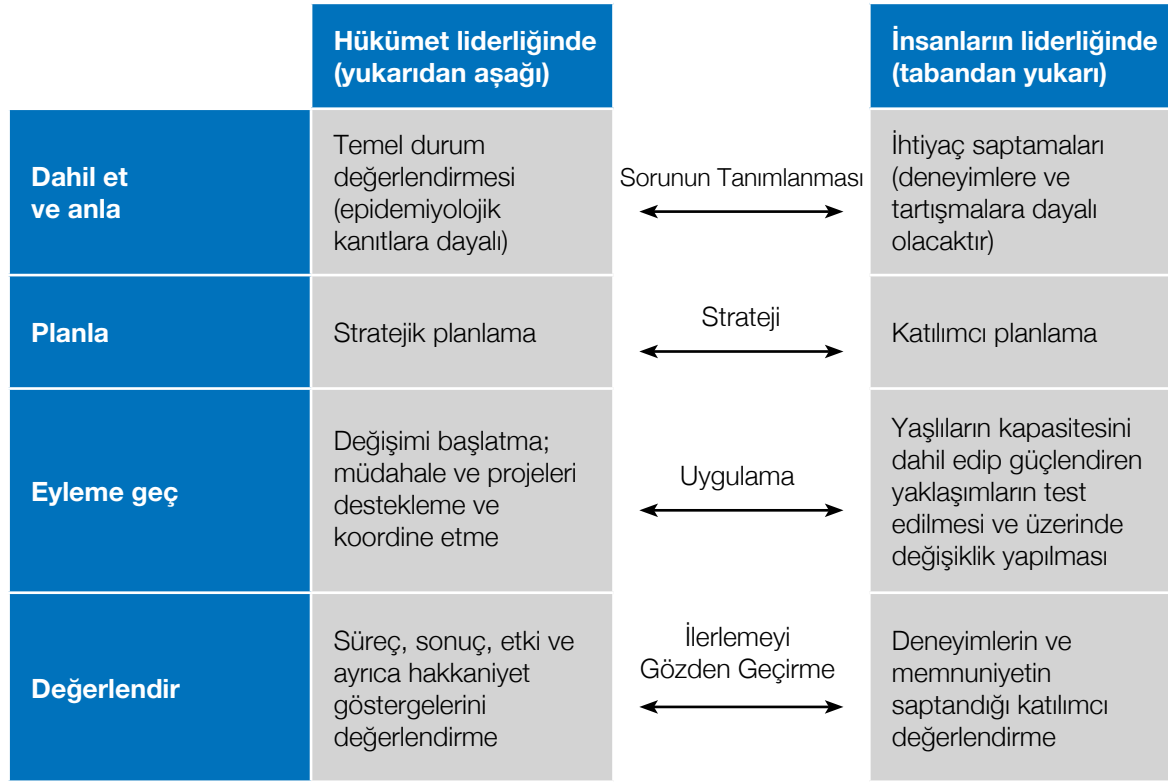 Hükümet liderliğinde
(yukarıdan aşağı)
İnsanların liderliğinde
(tabandan yukarı)
Dahil et
ve anla
Temel durum
değerlendirmesi
(epidemiyolojik
kanıtlara dayalı)
Sorunun Tanımlanması
İhtiyaç saptamaları
(deneyimlere ve
tartışmalara dayalı
olacaktır)
Planla
Stratejik planlama
Strateji
Katılımcı planlama
Eyleme geç
Değişimi başlatma;
müdahale ve projeleri
destekleme ve
koordine etme
Uygulama
Yaşlıların kapasitesini
dahil edip güçlendiren
yaklaşımların test
edilmesi ve üzerinde
değişiklik yapılması
Değerlendir
Süreç, sonuç, etki ve
ayrıca hakkaniyet
göstergelerini
değerlendirme
İlerlemeyi
Gözden Geçirme
Deneyimlerin ve
memnuniyetin
saptandığı katılımcı
değerlendirme